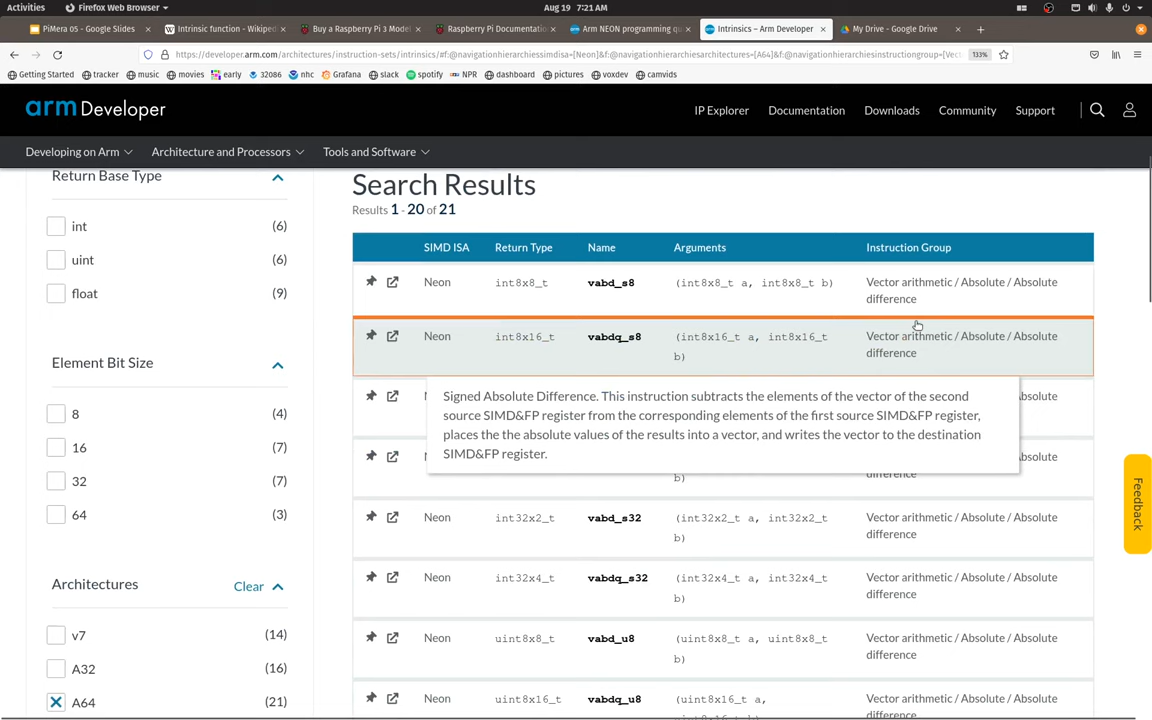 Activities
Firefox Web Browser
Aug 19 7:21 AM
PiMera 05 - Google Slides
Intrinsic function - Wikiped
Buy a Raspberry Pi 3 Model
Raspberry Pi Documentatio
Arm NEON programming qu
Intrinsics – Arm Developer
My Drive - Google Drive
https://developer.arm.com/architectures/instruction-sets/intrinsics/#f:@navigationhierarchiessimdisa=[Neon]&f:@navigationhierarchiesarchitectures=[A64]&f:@navigationhierarchiesinstructiongroup=[Vec
133%
Getting Started
tracker
music
movies
early
32086
nhc
Grafana
slack
spotify
NPR
dashboard
pictures
voxdev
camvids
arm Developer
IP Explorer
Documentation
Downloads
Community
Support
Developing on Arm
Architecture and Processors
Tools and Software
Return Base Type
int (6)
uint (6)
float (9)
Element Bit Size
8 (4)
16 (7)
32 (7)
64 (3)
Architectures Clear
v7 (14)
A32 (16)
A64 (21)
Search Results
Results 1 - 20 of 21
SIMD ISA Return Type Name Arguments Instruction Group
Neon int8x8_t vabd_s8 (int8x8_t a, int8x8_t b) Vector arithmetic / Absolute / Absolute
difference
Neon int8x16_t vabdq_s8 (int8x16_t a, int8x16_t Vector arithmetic / Absolute / Absolute
b) difference
Signed Absolute Difference. This instruction subtracts the elements of the vector of the second
source SIMD&FP register from the corresponding elements of the first source SIMD&FP register,
places the the absolute values of the results into a vector, and writes the vector to the destination
SIMD&FP register.
b) difference
Neon int32x2_t vabd_s32 (int32x2_t a, int32x2_t Vector arithmetic / Absolute / Absolute
b) difference
Neon int32x4_t vabdq_s32 (int32x4_t a, int32x4_t Vector arithmetic / Absolute / Absolute
b) difference
Neon uint8x8_t vabd_u8 (uint8x8_t a, uint8x8_t Vector arithmetic / Absolute / Absolute
b) difference
Neon uint8x16_t vabdq_u8 (uint8x16_t a, Vector arithmetic / Absolute / Absolute
difference
Feedback